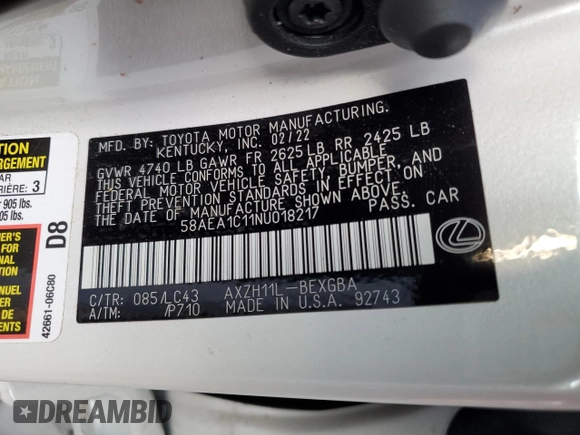 MFD. BY: TOYOTA MOTOR MANUFACTURING.
KENTUCKY, INC. 02/22
GVWR 4740 LB GAWR FR 2625 LB RR 2425 LB
THIS VEHICLE CONFORMS TO ALL APPLICABLE
FEDERAL MOTOR VEHICLE SAFETY, BUMPER, AND
THEFT PREVENTION STANDARDS IN EFFECT ON
THE DATE OF MANUFACTURE SHOWN ABOVE.
58AEA1C11NU018217 PASS. CAR
C/TR: 085/LC43 AXZH11L-BEXGBA
A/TM: /P710 MADE IN U.S.A. 92743
3
905 lbs.
D8
42661-06C80
DREAMBID